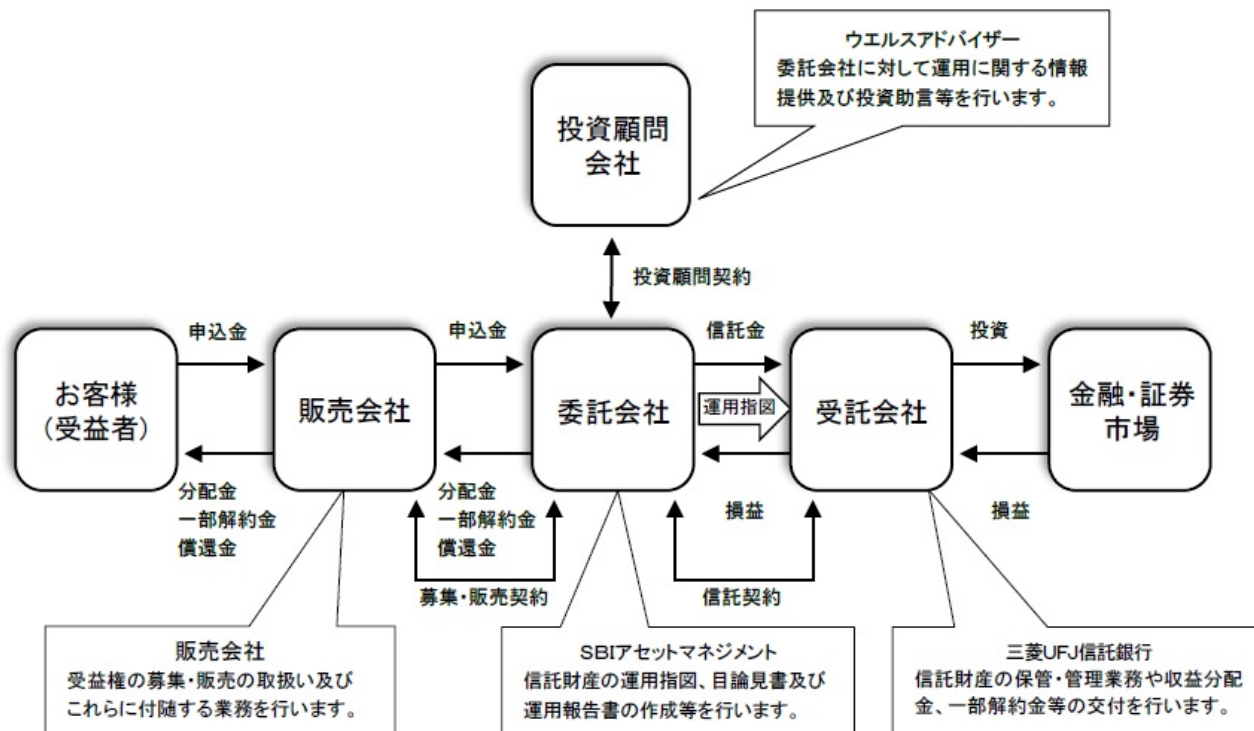 ウエルスアドバイザー
委託会社に対して運用に関する情報
提供及び投資助言等を行います。
投資顧問
会社
投資顧問契約
申込金
申込金
信託金
投資
お客様
(受益者)
販売会社
委託会社
運用指図
受託会社
金融・証券
市場
分配金
一部解約金
償還金
分配金
一部解約金
償還金
損益
損益
募集・販売契約
信託契約
販売会社
受益権の募集・販売の取扱い及び
これらに付随する業務を行います。
SBIアセットマネジメント
信託財産の運用指図、目論見書及び
運用報告書の作成等を行います。
三菱UFJ信託銀行
信託財産の保管・管理業務や収益分配
金、一部解約金等の交付を行います。